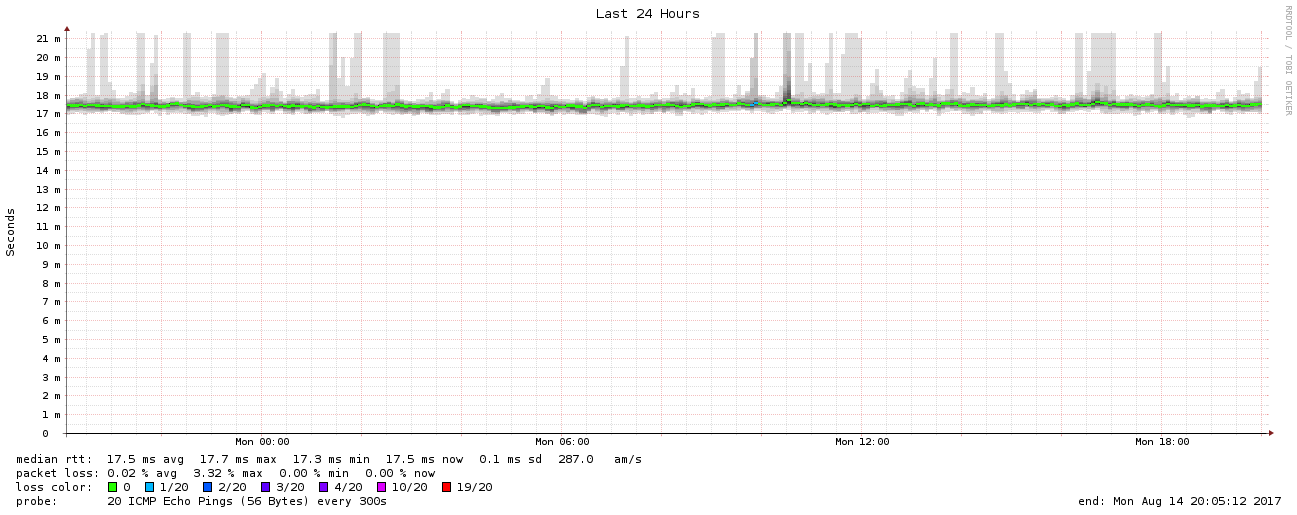 Last 24 Hours
RRDTOOL / TOBI OETIKER
Seconds
21 m
20 m
19 m
18 m
17 m
16 m
15 m
14 m
13 m
12 m
11 m
10 m
9 m
8 m
7 m
6 m
5 m
4 m
3 m
2 m
1 m
0
Mon 00:00 Mon 06:00 Mon 12:00 Mon 18:00
median rtt: 17.5 ms avg 17.7 ms max 17.3 ms min 17.5 ms now 0.1 ms sd 287.0 am/s
packet loss: 0.02 % avg 3.32 % max 0.00 % min 0.00 % now
loss color: 0 1/20 2/20 3/20 4/20 10/20 19/20
probe: 20 ICMP Echo Pings (56 Bytes) every 300s end: Mon Aug 14 20:05:12 2017